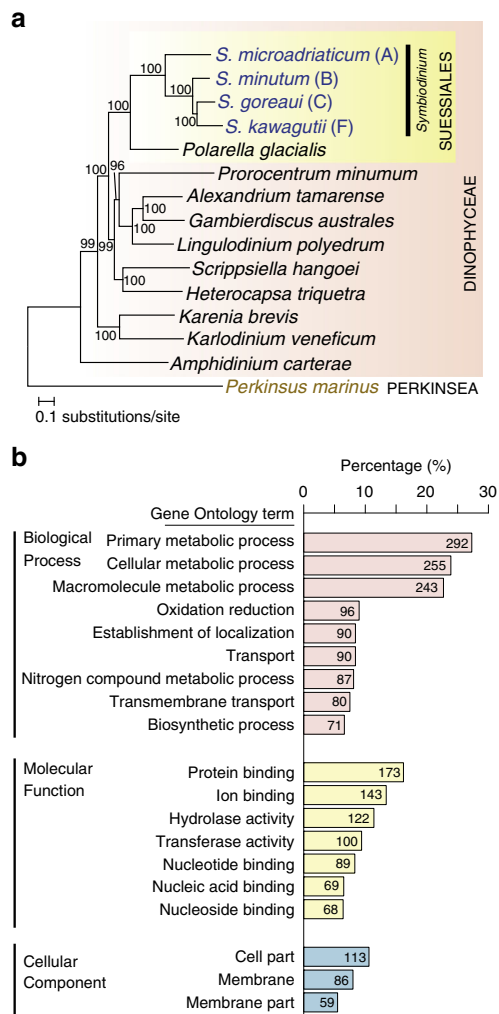 a
100
S. microadriaticum (A)
100
S. minutum (B)
100
S. goreaui (C)
100
S. kawagutii (F)
100
Polarella glacialis
Symbiodinium
SUESSIALES
DINOPHYCEAE
100
96
Prorocentrum minumum
Alexandrium tamarense
100
Gambierdiscus australes
100
Lingulodinium polyedrum
99
99
Scrippsiella hangoei
100
Heterocapsa triquetra
Karenia brevis
100
Karlodinium veneficum
Amphidinium carterae
Perkinsus marinus PERKINSEA
0.1 substitutions/site
b
Percentage (%)
0 10 20 30
Gene Ontology term
Biological
Process
Primary metabolic process 292
Cellular metabolic process 255
Macromolecule metabolic process 243
Oxidation reduction 96
Establishment of localization 90
Transport 90
Nitrogen compound metabolic process 87
Transmembrane transport 80
Biosynthetic process 71
Molecular
Function
Protein binding 173
Ion binding 143
Hydrolase activity 122
Transferase activity 100
Nucleotide binding 89
Nucleic acid binding 69
Nucleoside binding 68
Cellular
Component
Cell part 113
Membrane 86
Membrane part 59